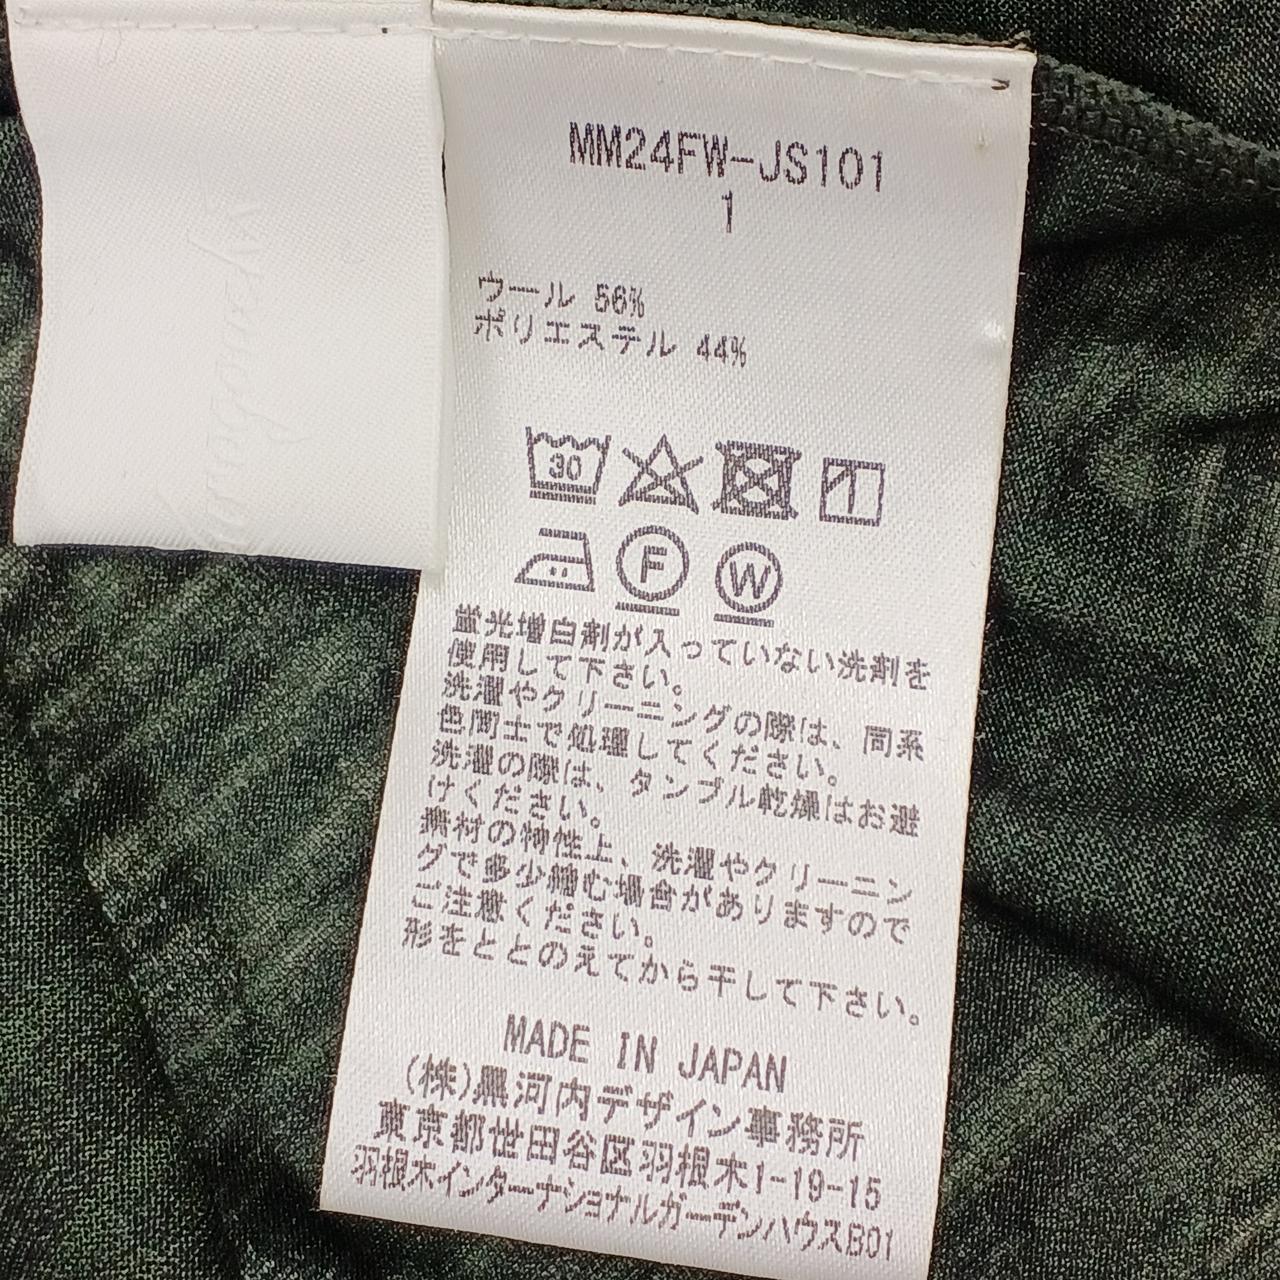 MM24FW-JS101
1
ウール 56%
ポリエステル 44%
30
F
W
蛍光増白剤が入っていない洗剤を
使用して下さい。
洗濯やクリーニングの際は、同系
色同士で処理してください。
洗濯の際は、タンブル乾燥はお避
けください。
素材の特性上、洗濯やクリーニン
グで多少縮む場合がありますので
ご注意ください。
形をととのえてから干して下さい。
MADE IN JAPAN
(株)黒河内デザイン事務所
東京都世田谷区羽根木1-19-15
羽根木インターナショナルガーデンハウスB01